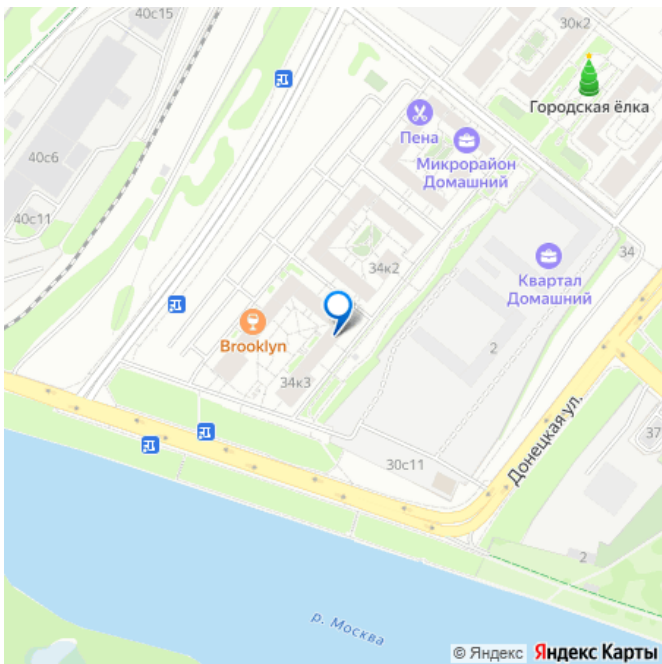 40с15
30к2
Городская ёлка
Пена
Микрорайон
Домашний
40с6
40с11
34
34к2
Квартал
Домашний
Brooklyn
2
34к3
37
Донецкая ул.
30с11
2
р. Москва
© Яндекс Яндекс Карты